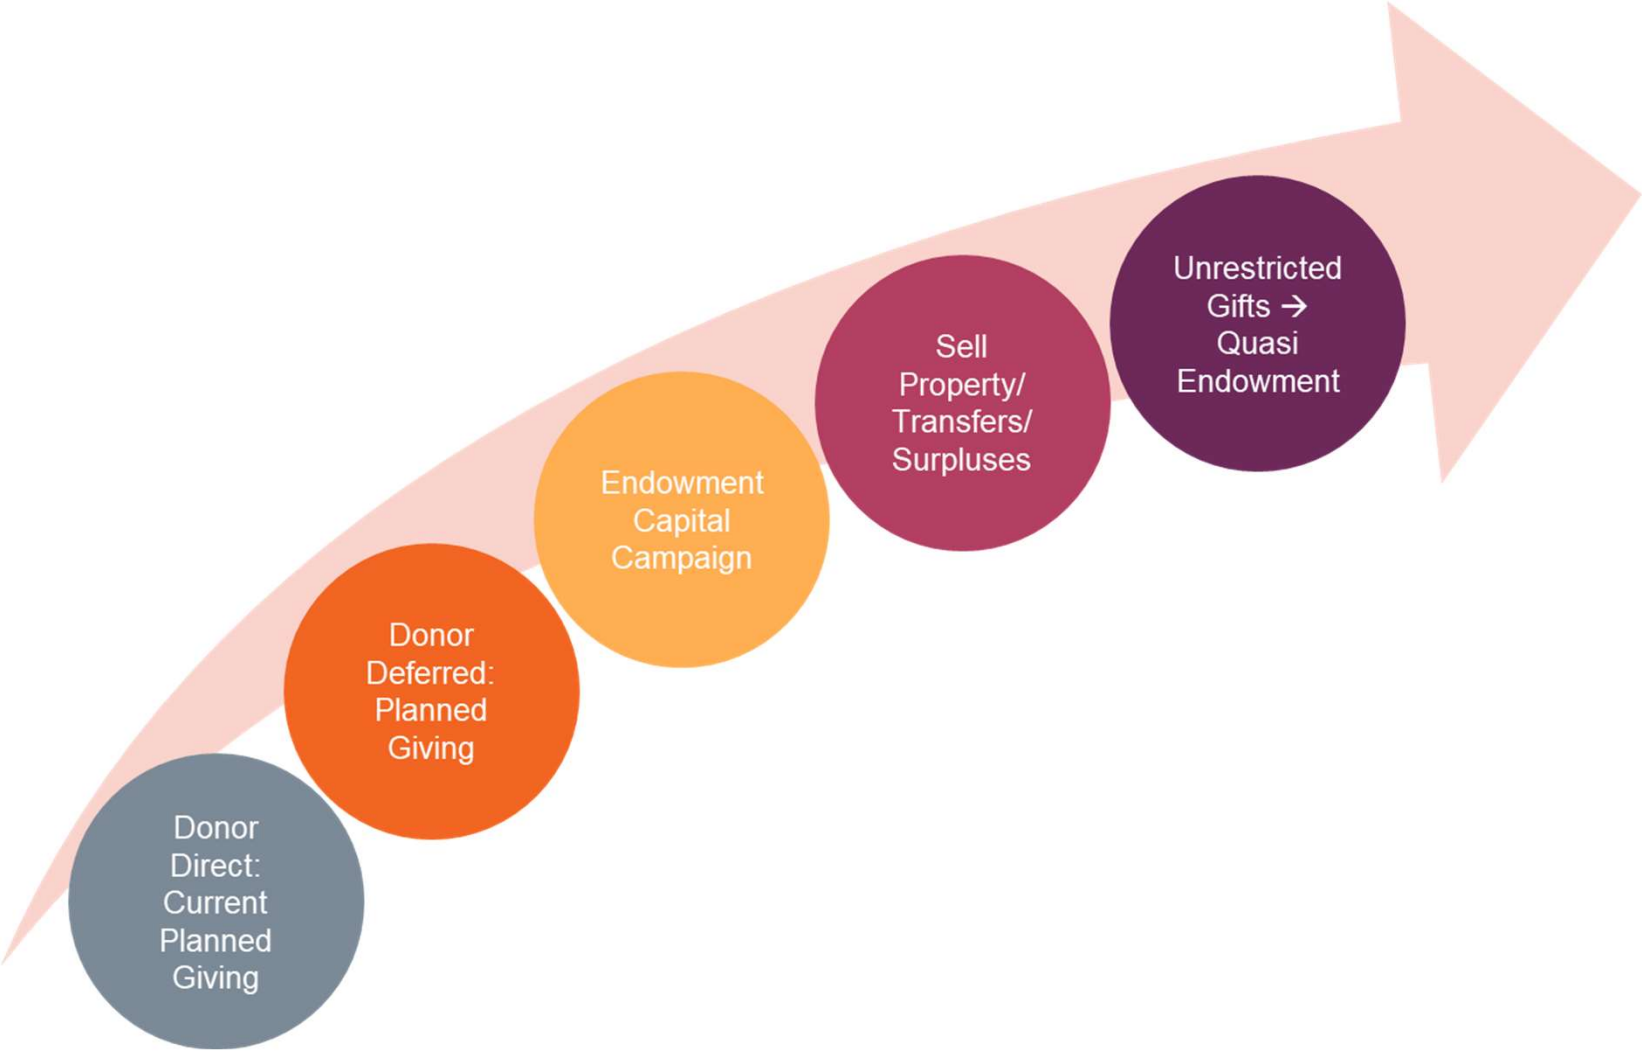 Donor
Direct:
Current
Planned
Giving
Donor
Deferred:
Planned
Giving
Endowment
Capital
Campaign
Sell
Property/
Transfers/
Surpluses
Unrestricted
Gifts →
Quasi
Endowment